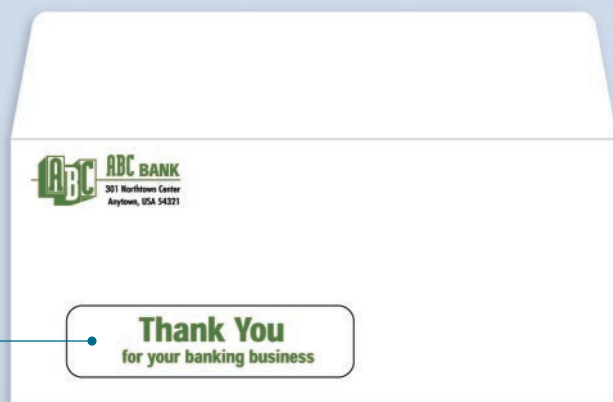 ABC
ABC BANK
301 Northtown Center
Anytown, USA 54321
Thank You
for your banking business